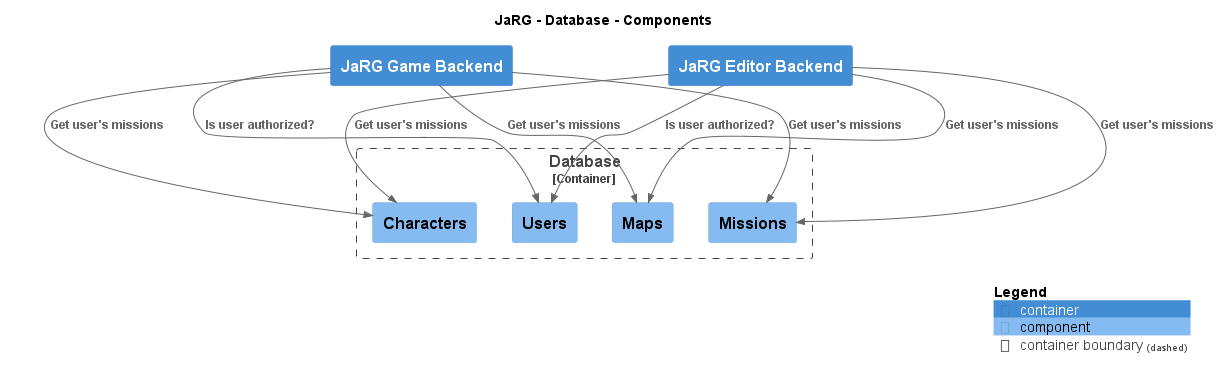 JaRG - Database - Components
JaRG Game Backend
JaRG Editor Backend
Get user's missions
Is user authorized?
Get user's missions
Get user's missions
Is user authorized?
Get user's missions
Get user's missions
Get user's missions
Database
[Container]
Characters
Users
Maps
Missions
Legend
container
component
container boundary (dashed)